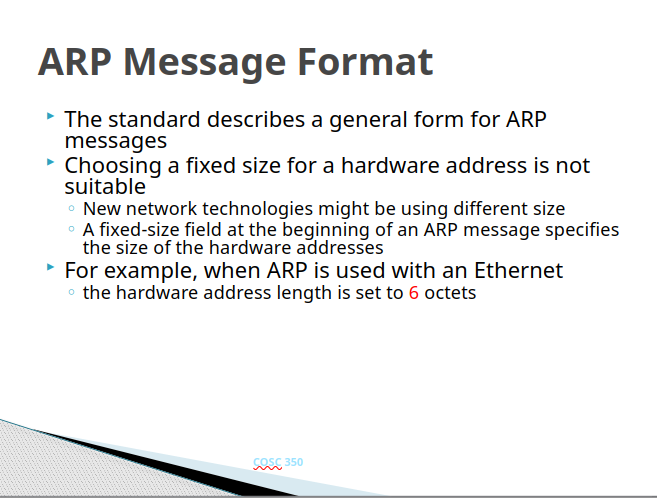 ARP Message Format
The standard describes a general form for ARP
messages
Choosing a fixed size for a hardware address is not
suitable
New network technologies might be using different size
A fixed-size field at the beginning of an ARP message specifies
the size of the hardware addresses
For example, when ARP is used with an Ethernet
the hardware address length is set to 6 octets
COSC 350